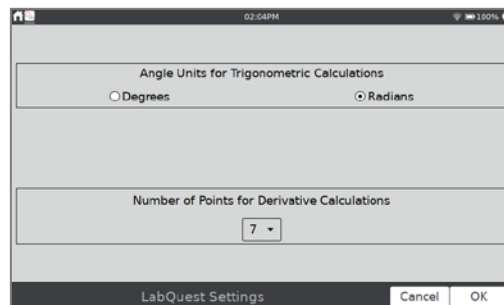 02:04PM 100%
Angle Units for Trigonometric Calculations
Degrees Radians
Number of Points for Derivative Calculations
7
LabQuest Settings Cancel OK